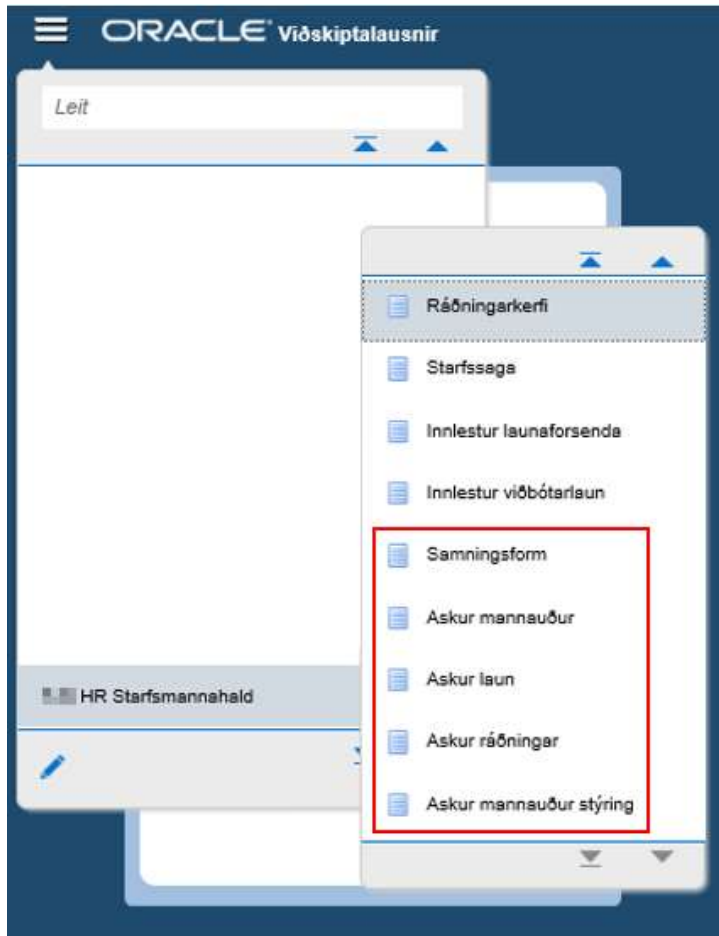 ORACLE® Viðskiptalausnir
Leit
Ráðningarkerfi
Starfssaga
Innlestur launaforsenda
Innlestur viðbótarlaun
Samningsform
Askur mannauður
Askur laun
Askur ráðningar
Askur mannauður stýring
HR Starfsmannahald